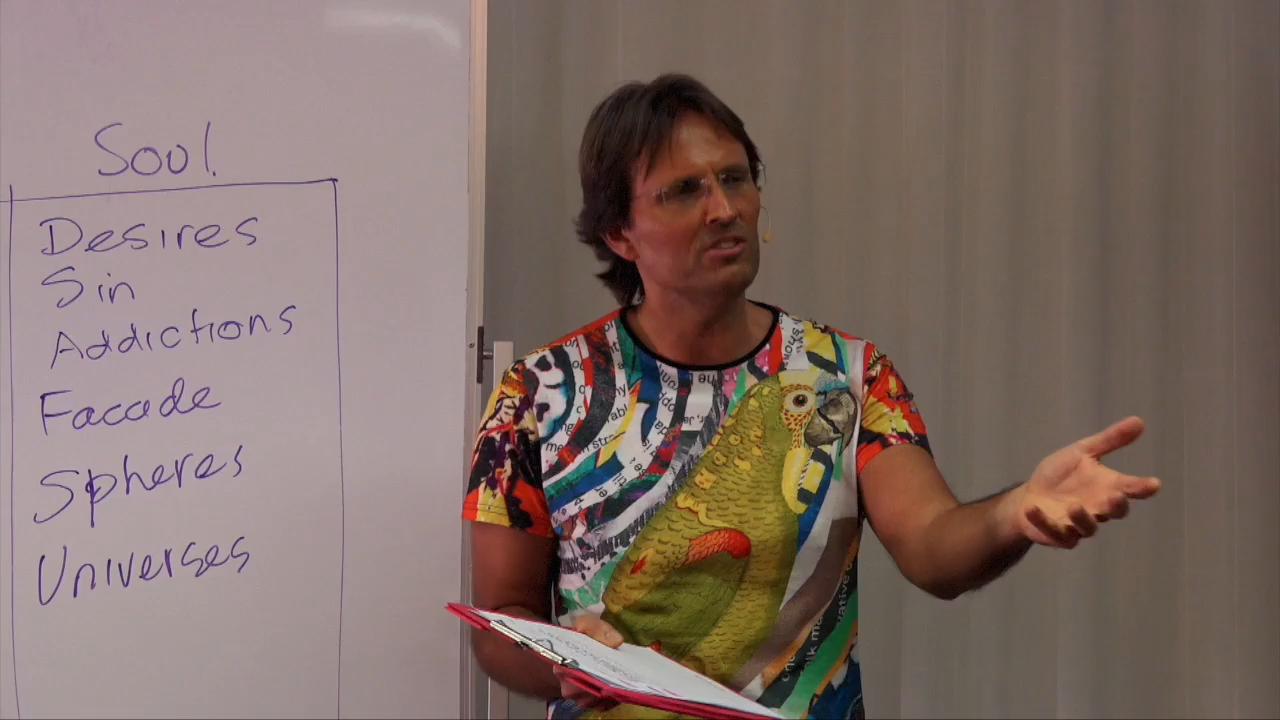 Soul
Desires
Sin
Addictions
Facade
Spheres
Universes